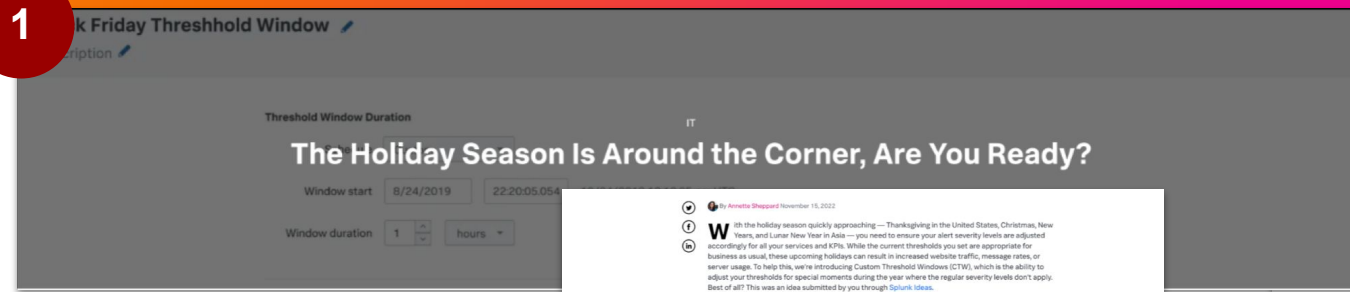 1
k Friday Threshhold Window
cription
Threshold Window Duration
IT
The Holiday Season Is Around the Corner, Are You Ready?
Window start 8/24/2019 22:20:05.054
By Annette Sheppard November 15, 2022
With the holiday season quickly approaching — Thanksgiving in the United States, Christmas, New
Years, and Lunar New Year in Asia — you need to ensure your alert severity levels are adjusted
Window duration 1 hours
accordingly for all your services and KPIs. While the current thresholds you set are appropriate for
business as usual, these upcoming holidays can result in increased website traffic, message rates, or
server usage. To help this, we're introducing Custom Threshold Windows (CTW), which is the ability to
adjust your thresholds for special moments during the year where the regular severity levels don't apply.
Best of all? This was an idea submitted by you through Splunk Ideas.